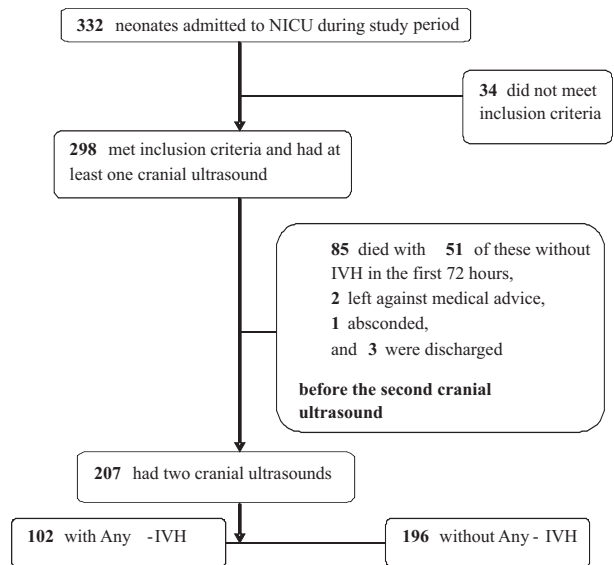 332 neonates admitted to NICU during study period
34 did not meet
inclusion criteria
298 met inclusion criteria and had at
least one cranial ultrasound
85 died with 51 of these without
IVH in the first 72 hours,
2 left against medical advice,
1 absconded,
and 3 were discharged
before the second cranial
ultrasound
207 had two cranial ultrasounds
102 with Any -IVH
196 without Any - IVH